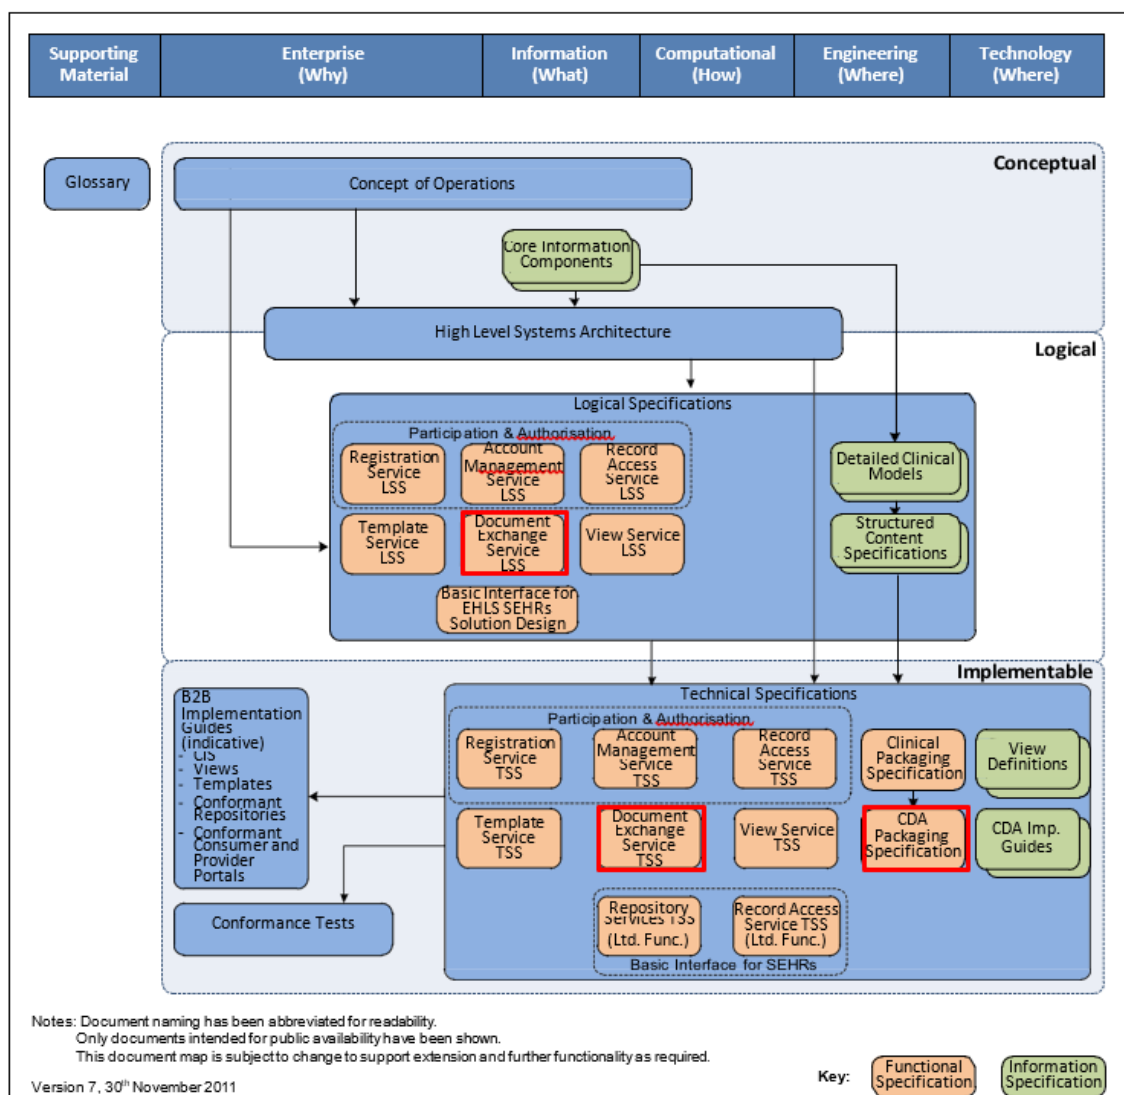 Supporting
Material
Enterprise
(Why)
Information
(What)
Computational
(How)
Engineering
(Where)
Technology
(Where)
Conceptual
Glossary
Concept of Operations
Core Information
Components
High Level Systems Architecture
Logical
Logical Specifications
Participation & Authorisation
Registration
Service
LSS
Account
Management
Service
LSS
Record
Access
Service
LSS
Template
Service
LSS
Document
Exchange
Service
LSS
View Service
LSS
Basic Interface for
EHLS SEHRs
Solution Design
Detailed Clinical
Models
Structured
Content
Specifications
Implementable
B2B
Implementation
Guides
(indicative)
- CIS
- Views
- Templates
- Conformant
Repositories
- Conformant
Consumer and
Provider
Portals
Conformance Tests
Technical Specifications
Participation & Authorisation
Registration
Service
TSS
Account
Management
Service
TSS
Record
Access
Service
TSS
Clinical
Packaging
Specification
View
Definitions
Template
Service
TSS
Document
Exchange
Service
TSS
View Service
TSS
CDA
Packaging
Specification
CDA Imp.
Guides
Repository
Services TSS
(Ltd. Func.)
Record Access
Service TSS
(Ltd. Func.)
Basic Interface for SEHRs
Notes: Document naming has been abbreviated for readability.
Only documents intended for public availability have been shown.
This document map is subject to change to support extension and further functionality as required.
Version 7, 30th November 2011
Key:
Functional
Specification
Information
Specification